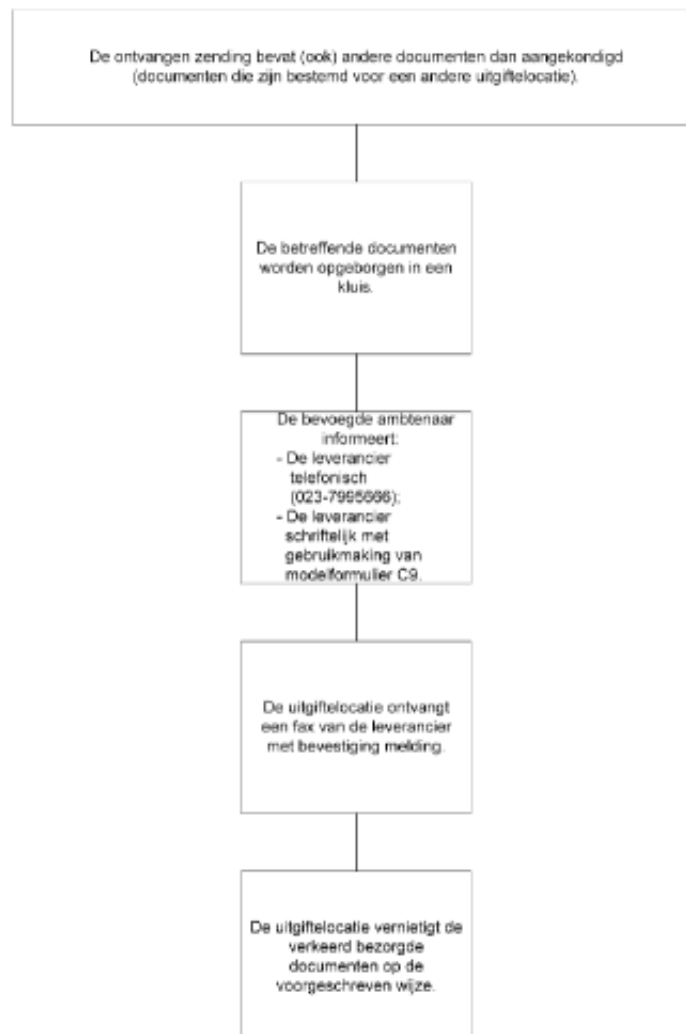 De ontvangen zending bevat (ook) andere documenten dan aangekondigd
(documenten die zijn bestemd voor een andere uitgiftelocatie).
De betreffende documenten
worden opgeborgen in een
kluis.
De bevoegde ambtenaar
informeert:
- De leverancier
telefonisch
(023-7995666);
- De leverancier
schriftelijk met
gebruikmaking van
modelformulier C9.
De uitgiftelocatie ontvangt
een fax van de leverancier
met bevestiging melding.
De uitgiftelocatie vernietigt de
verkeerd bezorgde
documenten op de
voorgeschreven wijze.